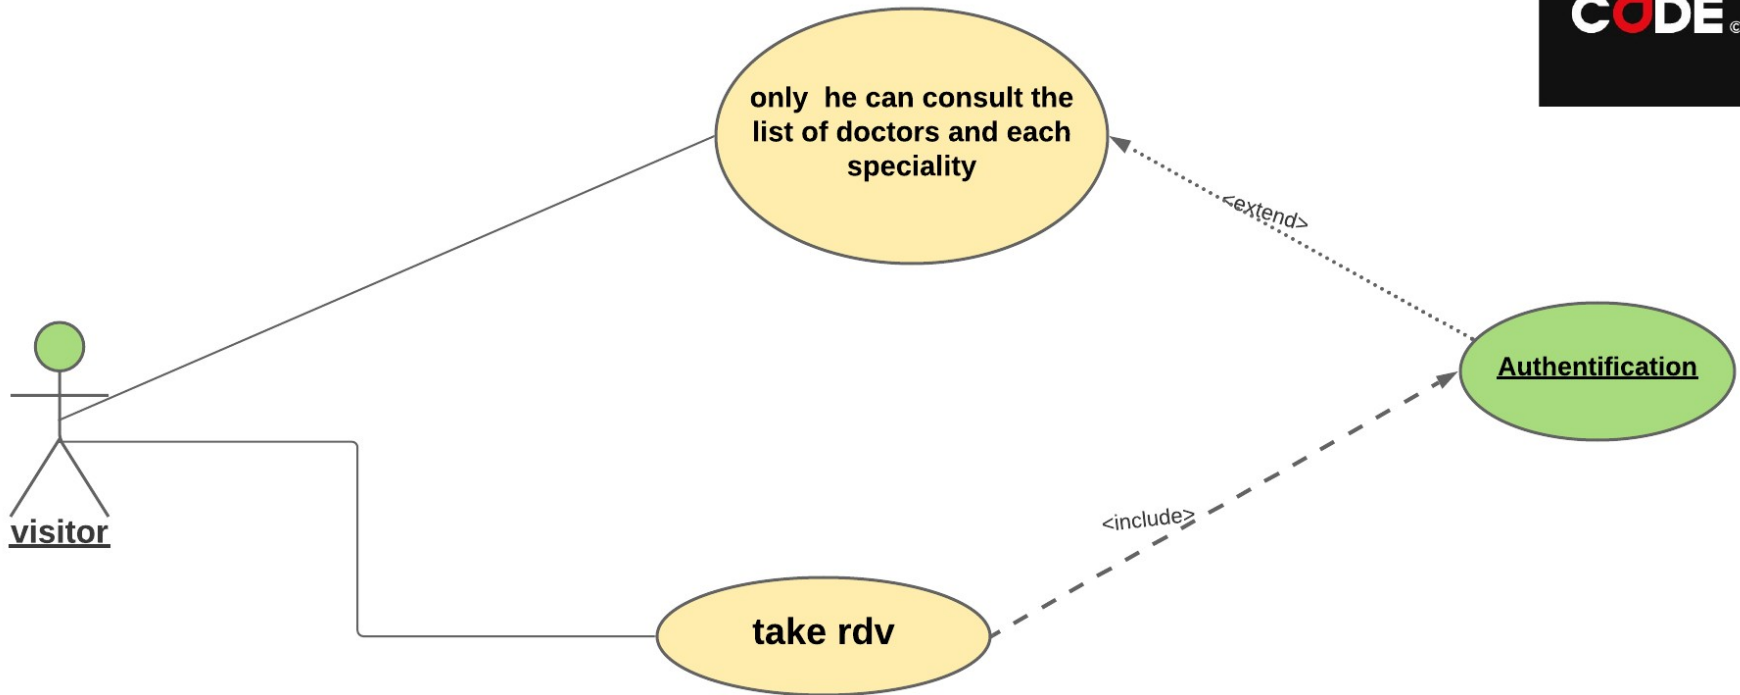 CODE ©
only he can consult the
list of doctors and each
speciality
<extend>
Authentification
<include>
visitor
take rdv